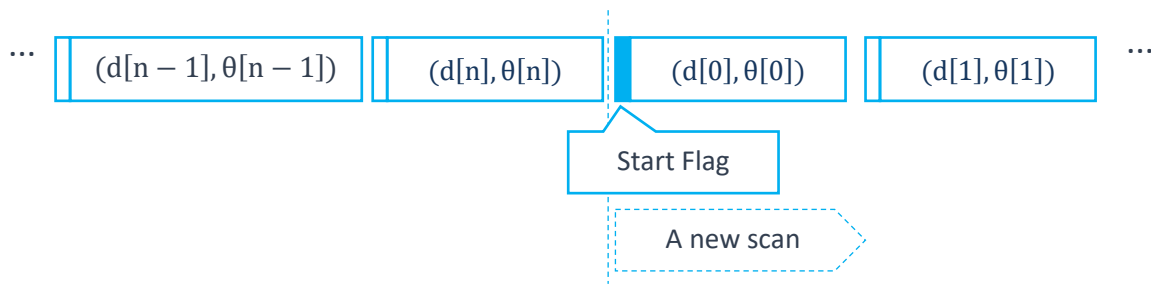 ... (d[n − 1], θ[n − 1]) (d[n], θ[n]) (d[0], θ[0]) (d[1], θ[1]) ...
Start Flag
A new scan